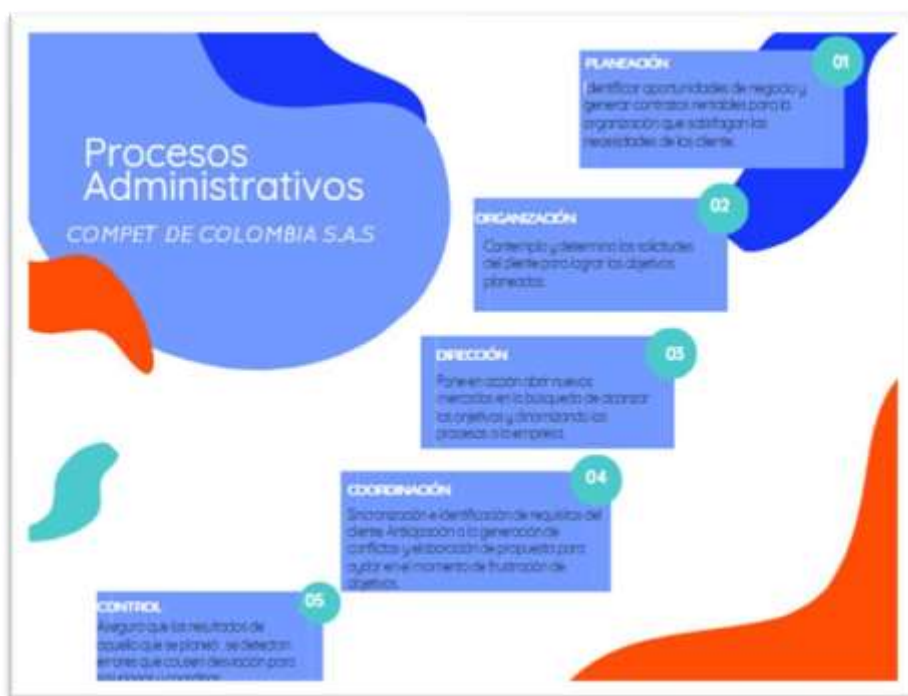 Procesos
Administrativos
COMPET DE COLOMBIA S.A.S
01
PLANEACIÓN
Identificar oportunidades de negocio y
generar contratos rentables para la
organización que satisfagan las
necesidades de los cliente.
02
ORGANIZACIÓN
Contempla y determina las solicitudes
del cliente para lograr los objetivos
planeados.
03
DIRECCIÓN
Pone en acción abrir nuevos
mercados en la búsqueda de alcanzar
los objetivos y dinamizando los
procesos a la empresa.
04
COORDINACIÓN
Sincronización e identificación de requisitos del
cliente. Anticipación a la generación de
conflictos y elaboración de propuesta para
en el momento de frustración de
objetivos.
05
CONTROL
Asegura que los resultados de
aquello que se planeó, se detectan
errores que causen desviación para